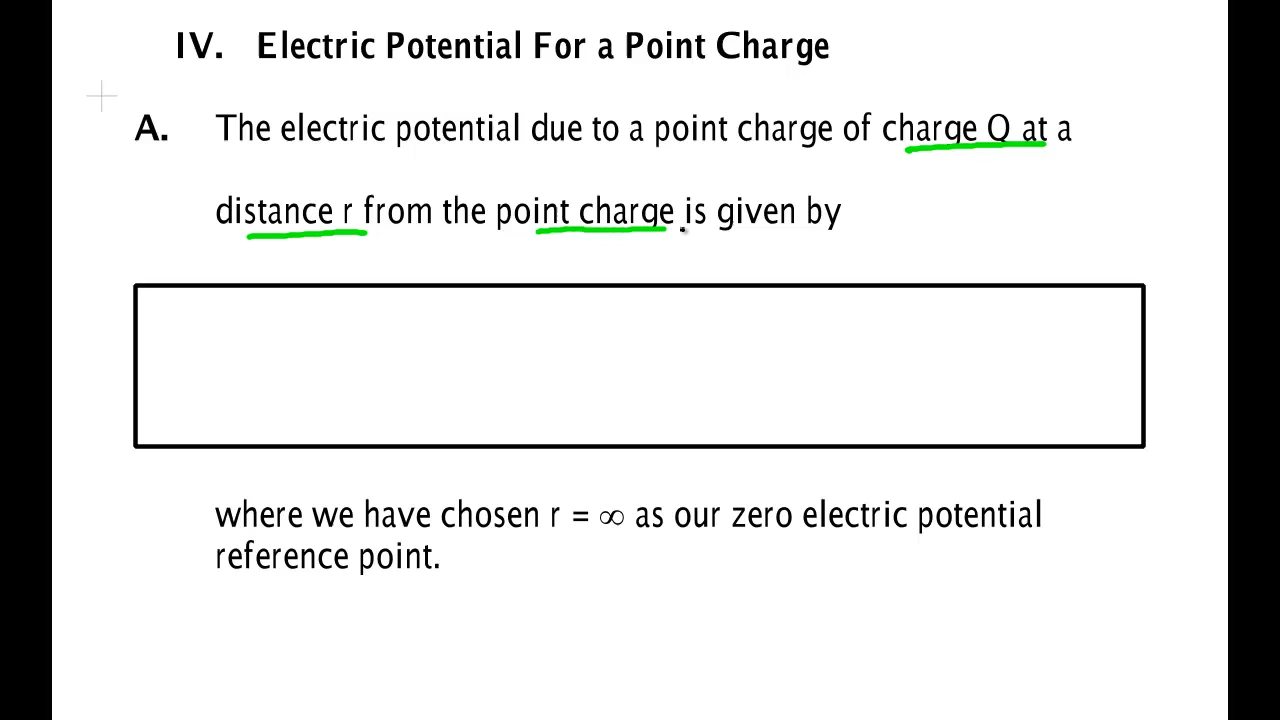 IV. Electric Potential For a Point Charge
A. The electric potential due to a point charge of charge Q at a
distance r from the point charge is given by
where we have chosen r = ∞ as our zero electric potential
reference point.